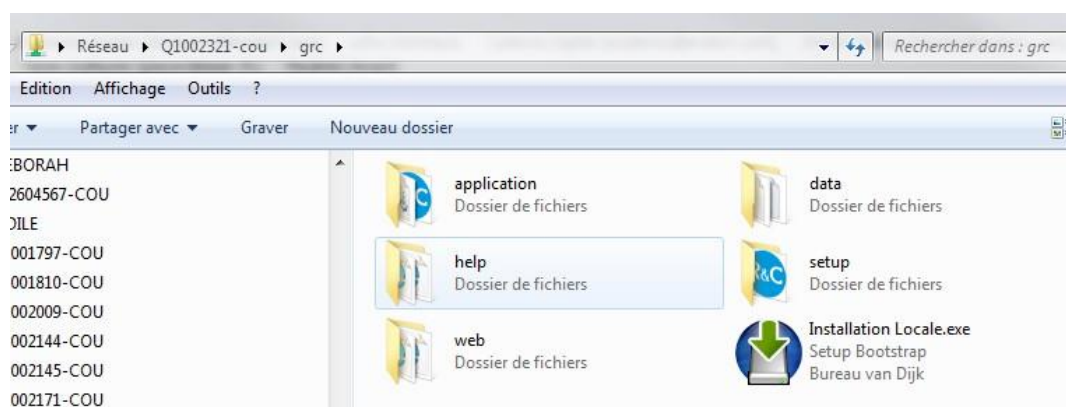 Réseau ▸ Q1002321-cou ▸ grc ▸
Rechercher dans : grc
Edition Affichage Outils ?
er Partager avec Graver Nouveau dossier
EBORAH
2604567-COU
OILE
001797-COU
001810-COU
002009-COU
002144-COU
002145-COU
002171-COU
application
Dossier de fichiers
data
Dossier de fichiers
help
Dossier de fichiers
setup
Dossier de fichiers
web
Dossier de fichiers
Installation Locale.exe
Setup Bootstrap
Bureau van Dijk